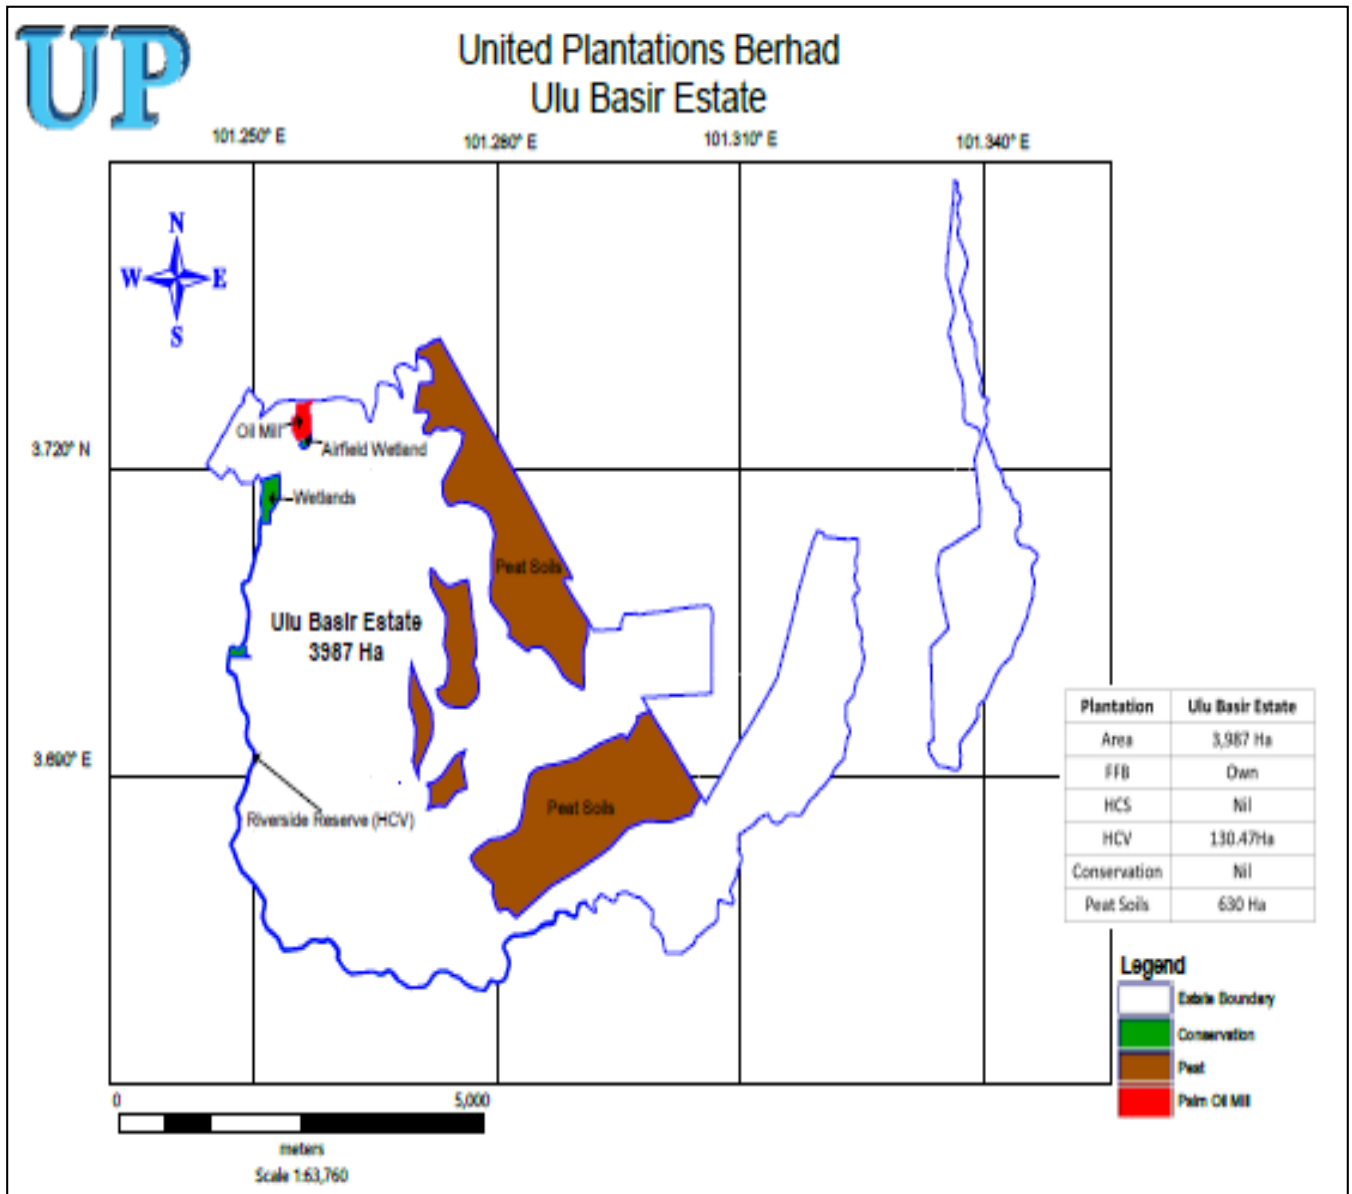 UP
United Plantations Berhad
Ulu Basir Estate
101.250° E
101.280° E
101.310° E
101.340° E
N
W
E
S
Oil Mill
Airfield Wetland
3.720° N
Wetlands
Peat Soils
Ulu Basir Estate
3987 Ha
3.690° E
Riverside Reserve (HCV)
Peat Soils
Plantation Ulu Basir Estate
Area 3,987 Ha
FFB Own
HCS Nil
HCV 130.47Ha
Conservation Nil
Peat Soils 630 Ha
Legend
Estate Boundary
Conservation
Peat
Palm Oil Mill
0 5,000
meters
Scale 1:63,760